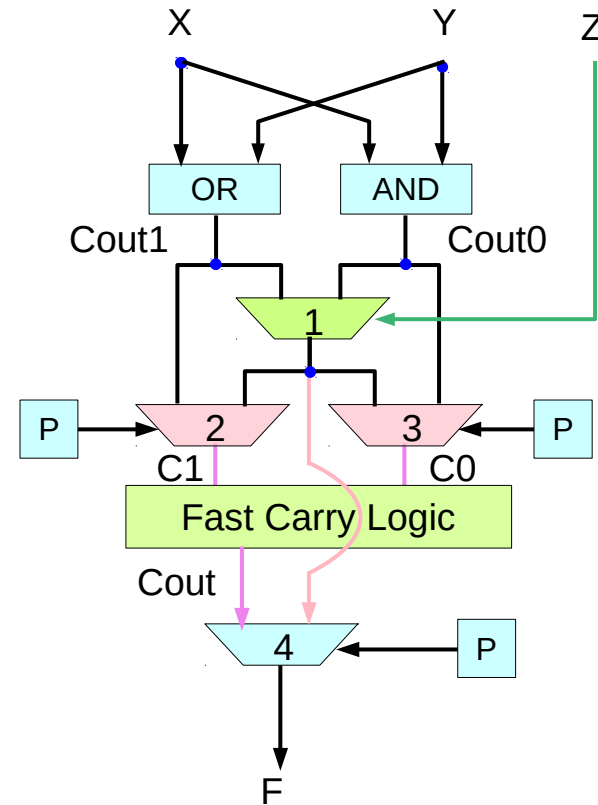 X Y Z
OR AND
Cout1 Cout0
1
P 2 3 P
C1 C0
Fast Carry Logic
Cout
4 P
F